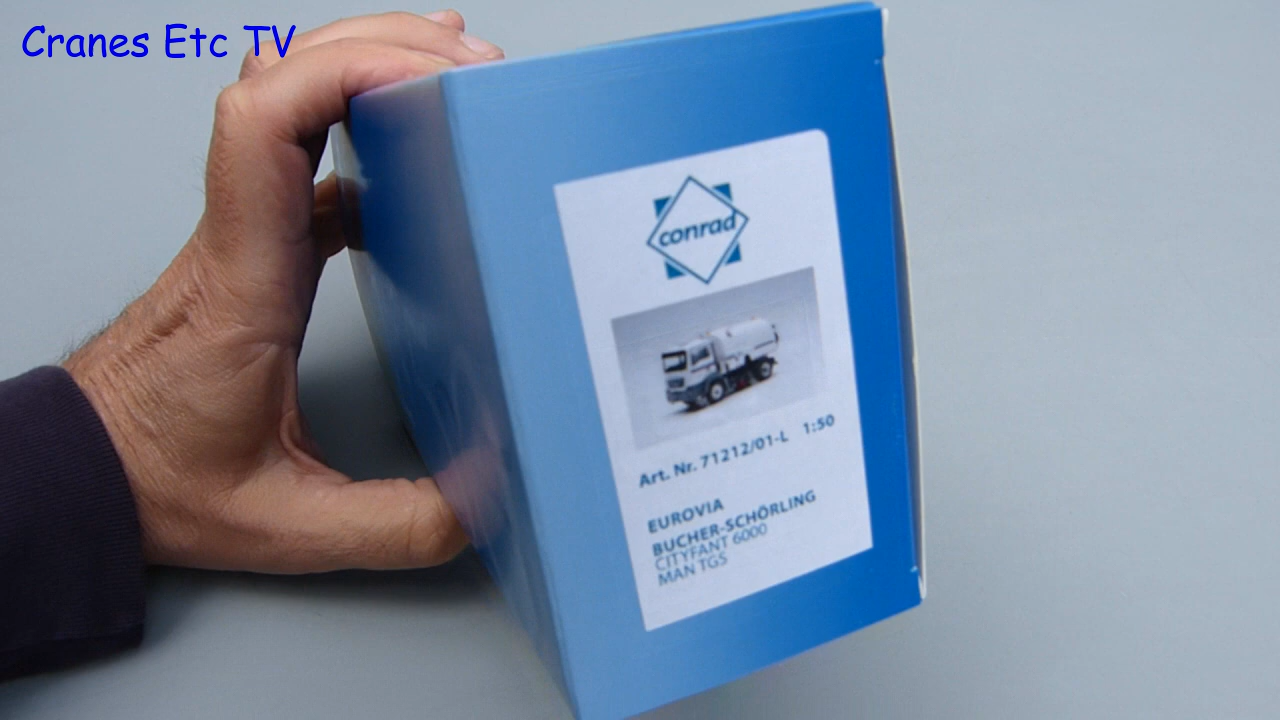 Cranes Etc TV
conrad
Art. Nr. 71212/01-L 1:50
EUROVIA
BUCHER-SCHÖRLING
CITYFANT 6000
MAN TGS